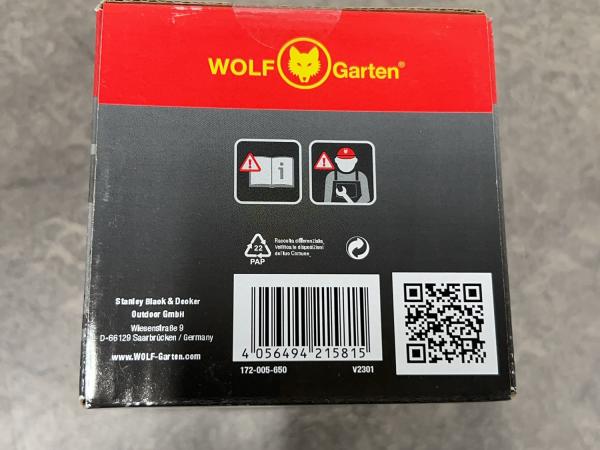 WOLF Garten®
i
22
PAP
Raccolta differenziata.
Verifica le disposizioni
del tuo Comune.
Stanley Black & Decker
Outdoor GmbH
Wiesenstraße 9
D-66129 Saarbrücken / Germany
www.WOLF-Garten.com
4 056494 215815
172-005-650 V2301